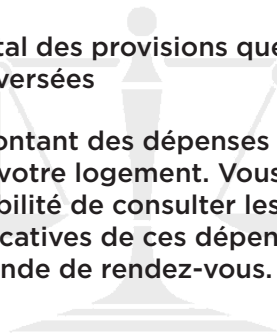 tal des provisions que
versées
ontant des dépenses
votre logement. Vous
bilité de consulter les
catives de ces dépen
nde de rendez-vous.